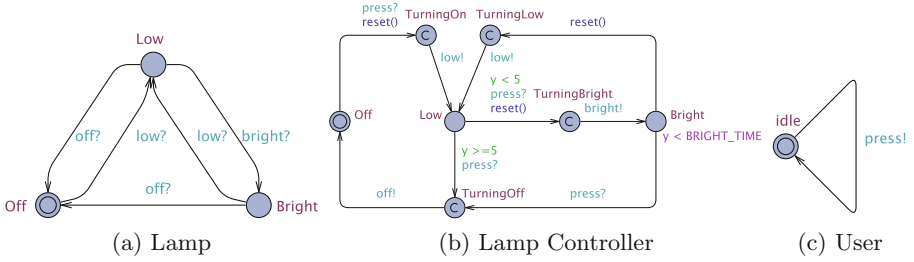 Low
off?
low?
low?
bright?
off?
Off
Bright
(a) Lamp
press?
reset()
TurningOn
C
TurningLow
C
reset()
low!
low!
y < 5
press?
reset()
TurningBright
C
bright!
Off
Low
Bright
y < BRIGHT_TIME
y >=5
press?
off!
TurningOff
C
press?
(b) Lamp Controller
idle
press!
(c) User